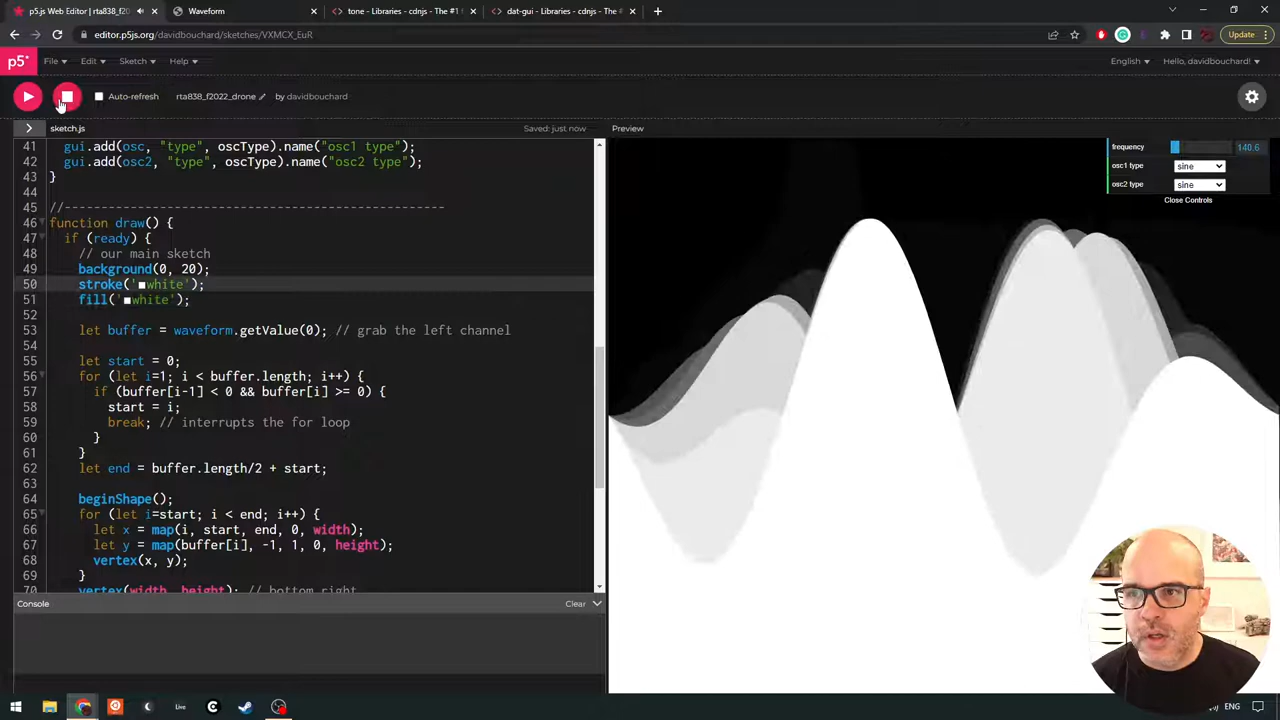 p5.js Web Editor | rta838_f20
Waveform
tone - Libraries - cdnjs - The #1
dat-gui - Libraries - cdnjs - The #
editor.p5js.org/davidbouchard/sketches/VXMCX_EuR
Update
p5*
File
Edit
Sketch
Help
English
Hello, davidbouchard!
Auto-refresh
rta838_f2022_drone
by davidbouchard
sketch.js
Saved: just now
Preview
41 gui.add(osc, "type", oscType).name("osc1 type");
42 gui.add(osc2, "type", oscType).name("osc2 type");
43 }
44
45 //----------------------------------------------------
46 function draw() {
47 if (ready) {
48 // our main sketch
49 background(0, 20);
50 stroke('white');
51 fill('white');
52
53 let buffer = waveform.getValue(0); // grab the left channel
54
55 let start = 0;
56 for (let i=1; i < buffer.length; i++) {
57 if (buffer[i-1] < 0 && buffer[i] >= 0) {
58 start = i;
59 break; // interrupts the for loop
60 }
61 }
62 let end = buffer.length/2 + start;
63
64 beginShape();
65 for (let i=start; i < end; i++) {
66 let x = map(i, start, end, 0, width);
67 let y = map(buffer[i], -1, 1, 0, height);
68 vertex(x, y);
69 }
70 vertex(width, height); // bottom right
frequency 140.6
osc1 type sine
osc2 type sine
Close Controls
Console
Clear
Live
ENG